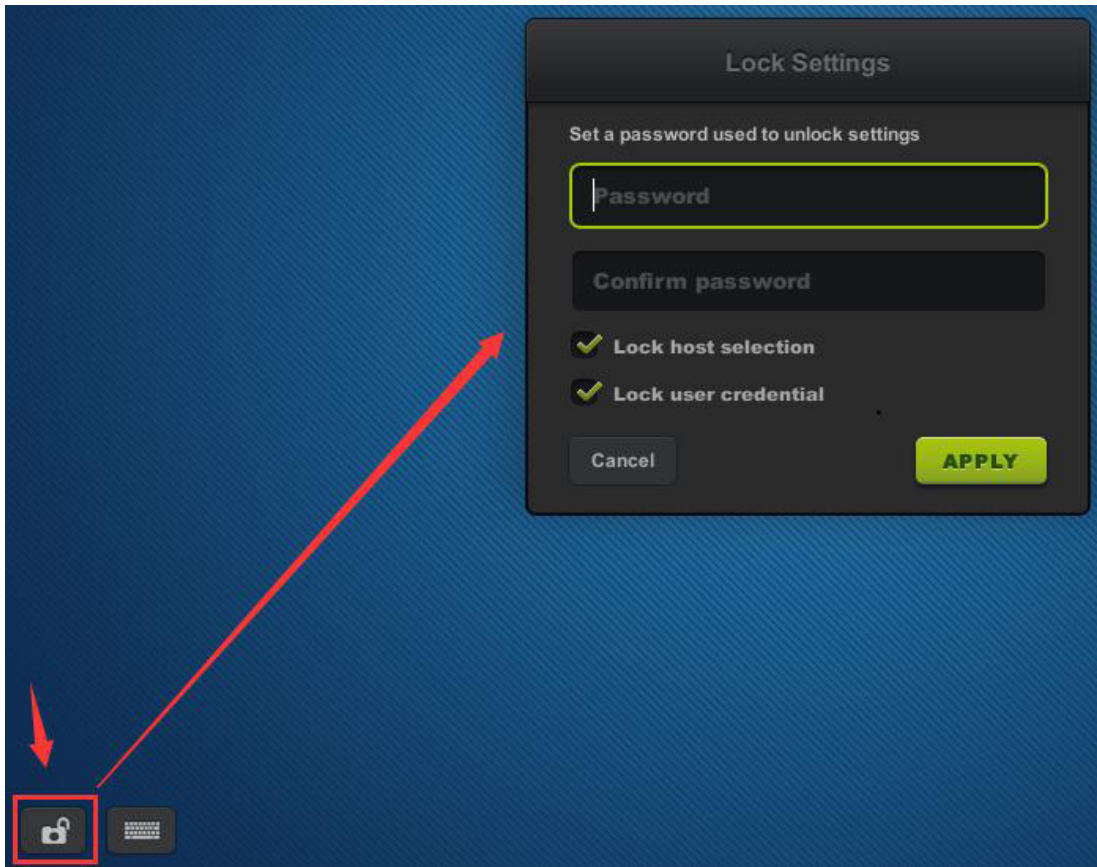 Lock Settings
Set a password used to unlock settings
Password
Confirm password
Lock host selection
Lock user credential
Cancel
APPLY